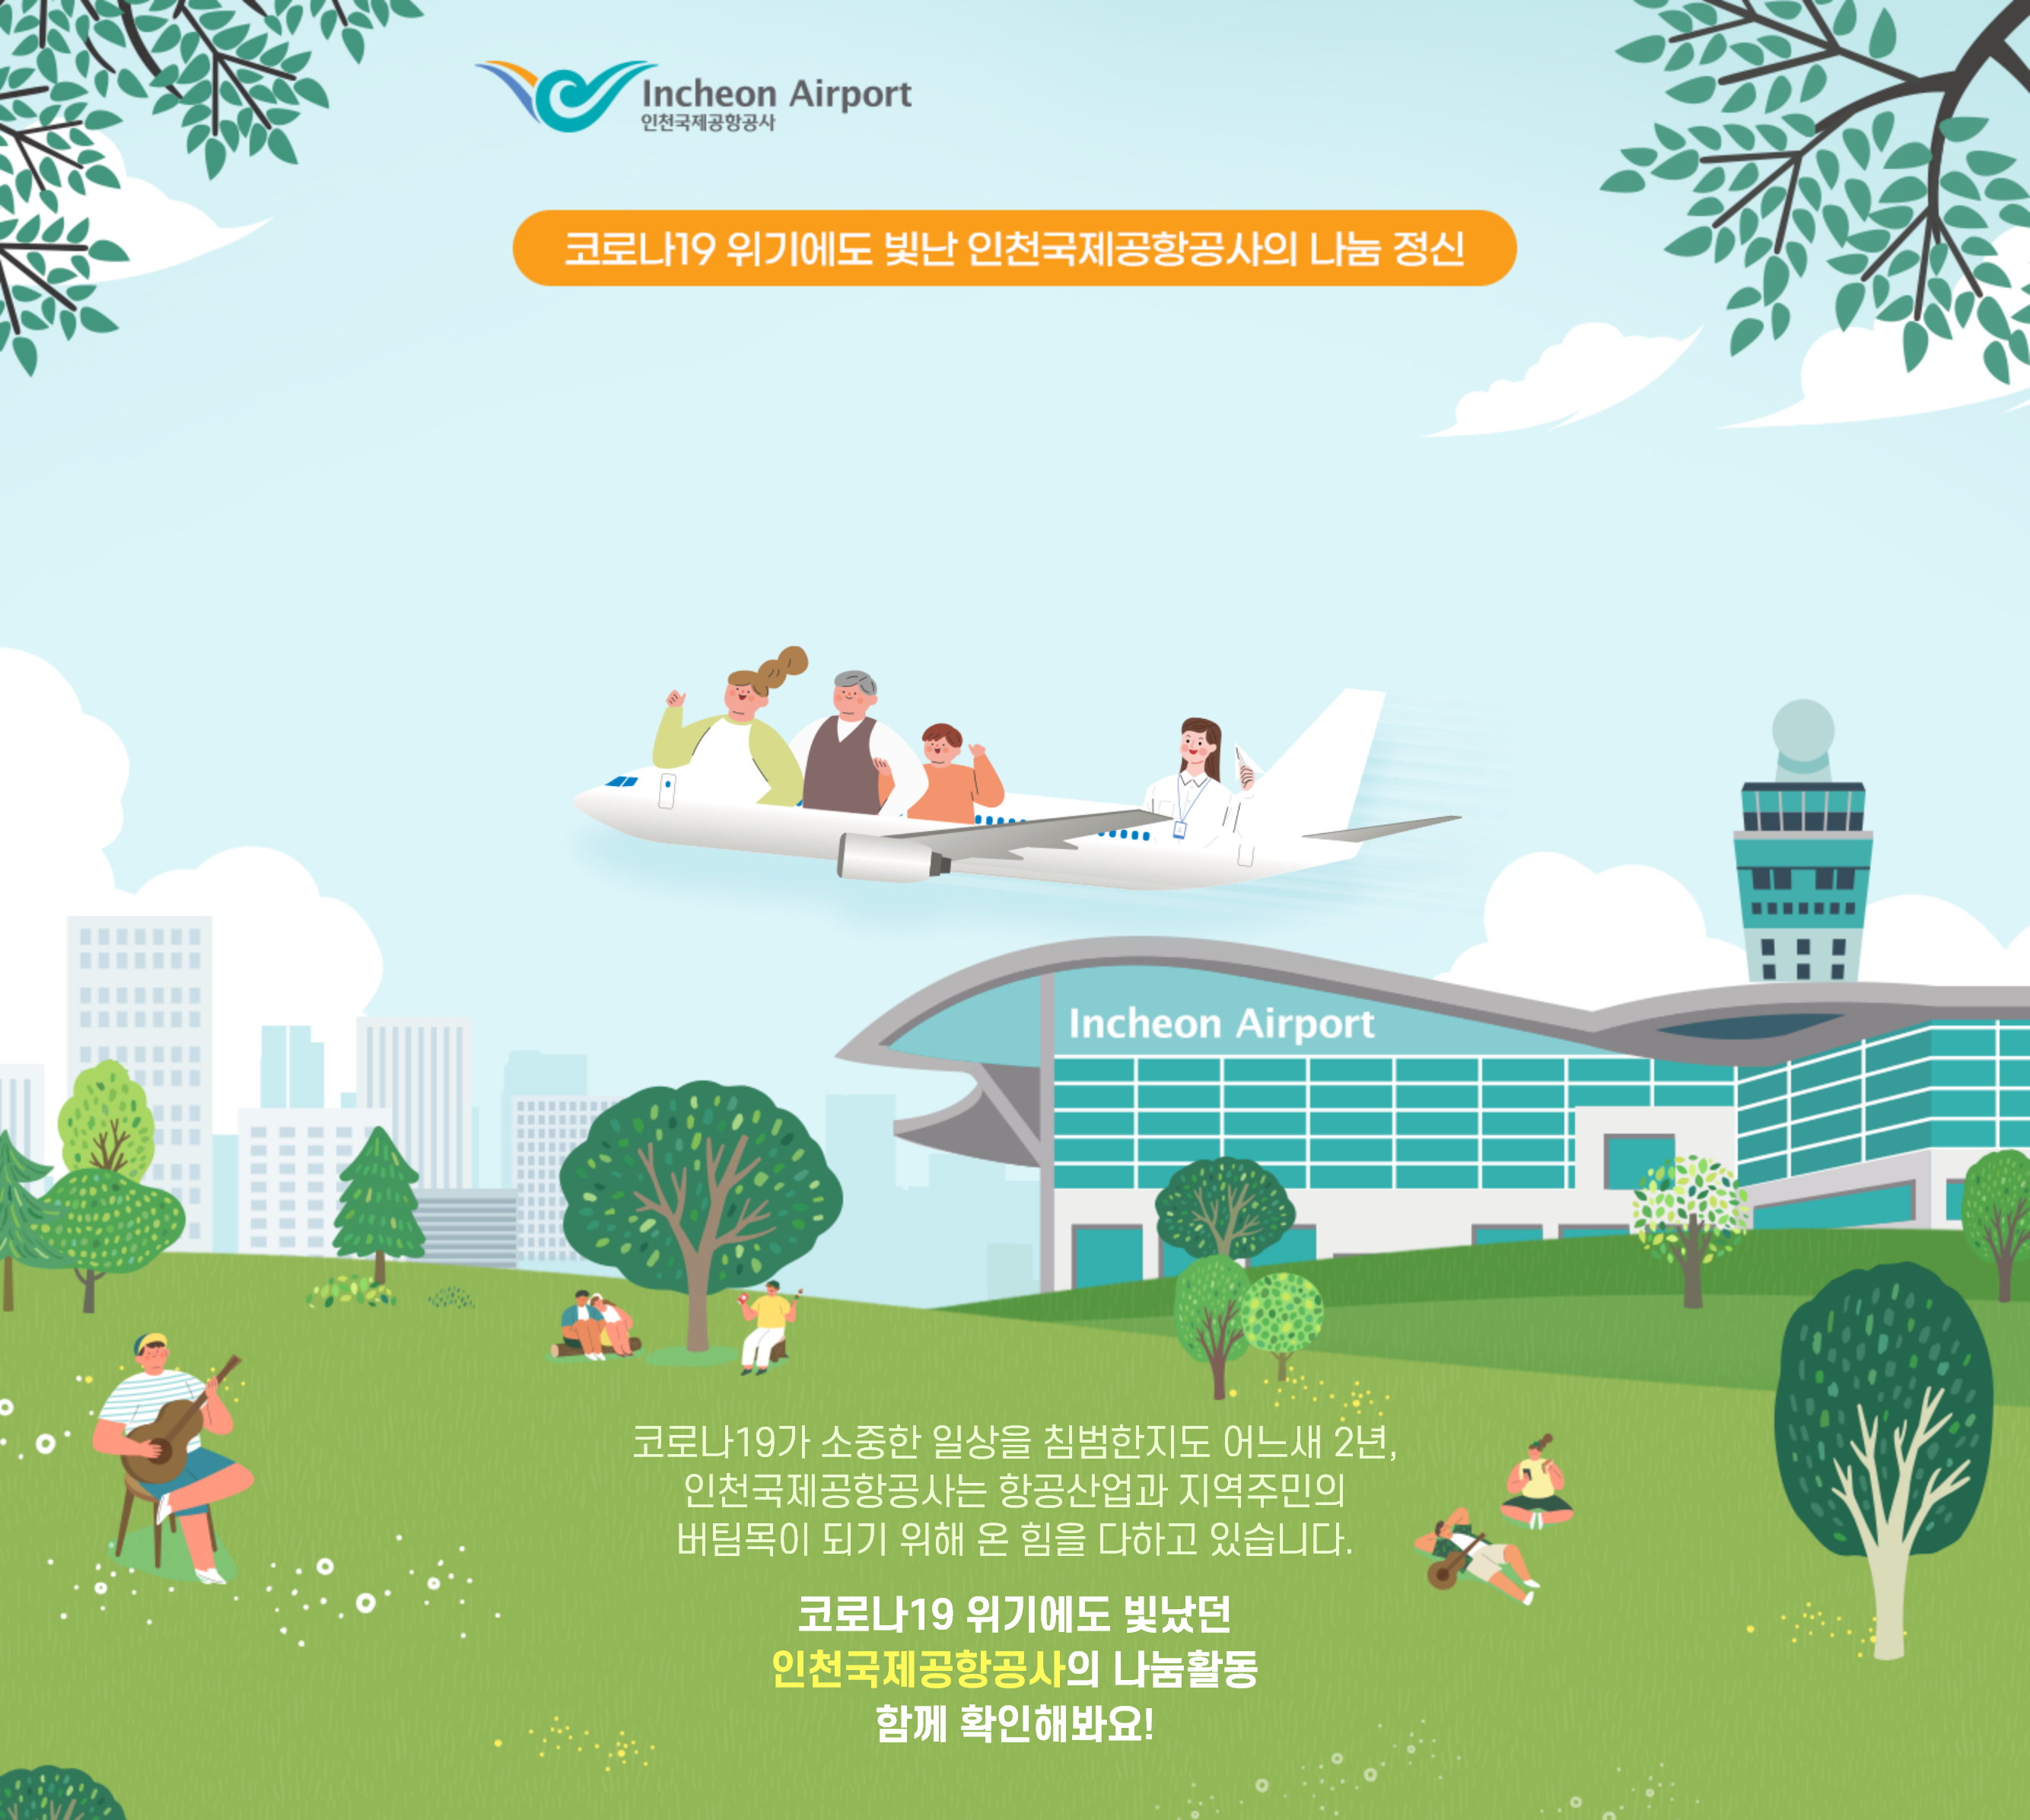 Incheon Airport
인천국제공항공사
코로나19 위기에도 빛난 인천국제공항공사의 나눔 정신
Incheon Airport
코로나19가 소중한 일상을 침범한지도 어느새 2년,
인천국제공항공사는 항공산업과 지역주민의
버팀목이 되기 위해 온 힘을 다하고 있습니다.
코로나19 위기에도 빛났던
인천국제공항공사의 나눔활동
함께 확인해봐요!